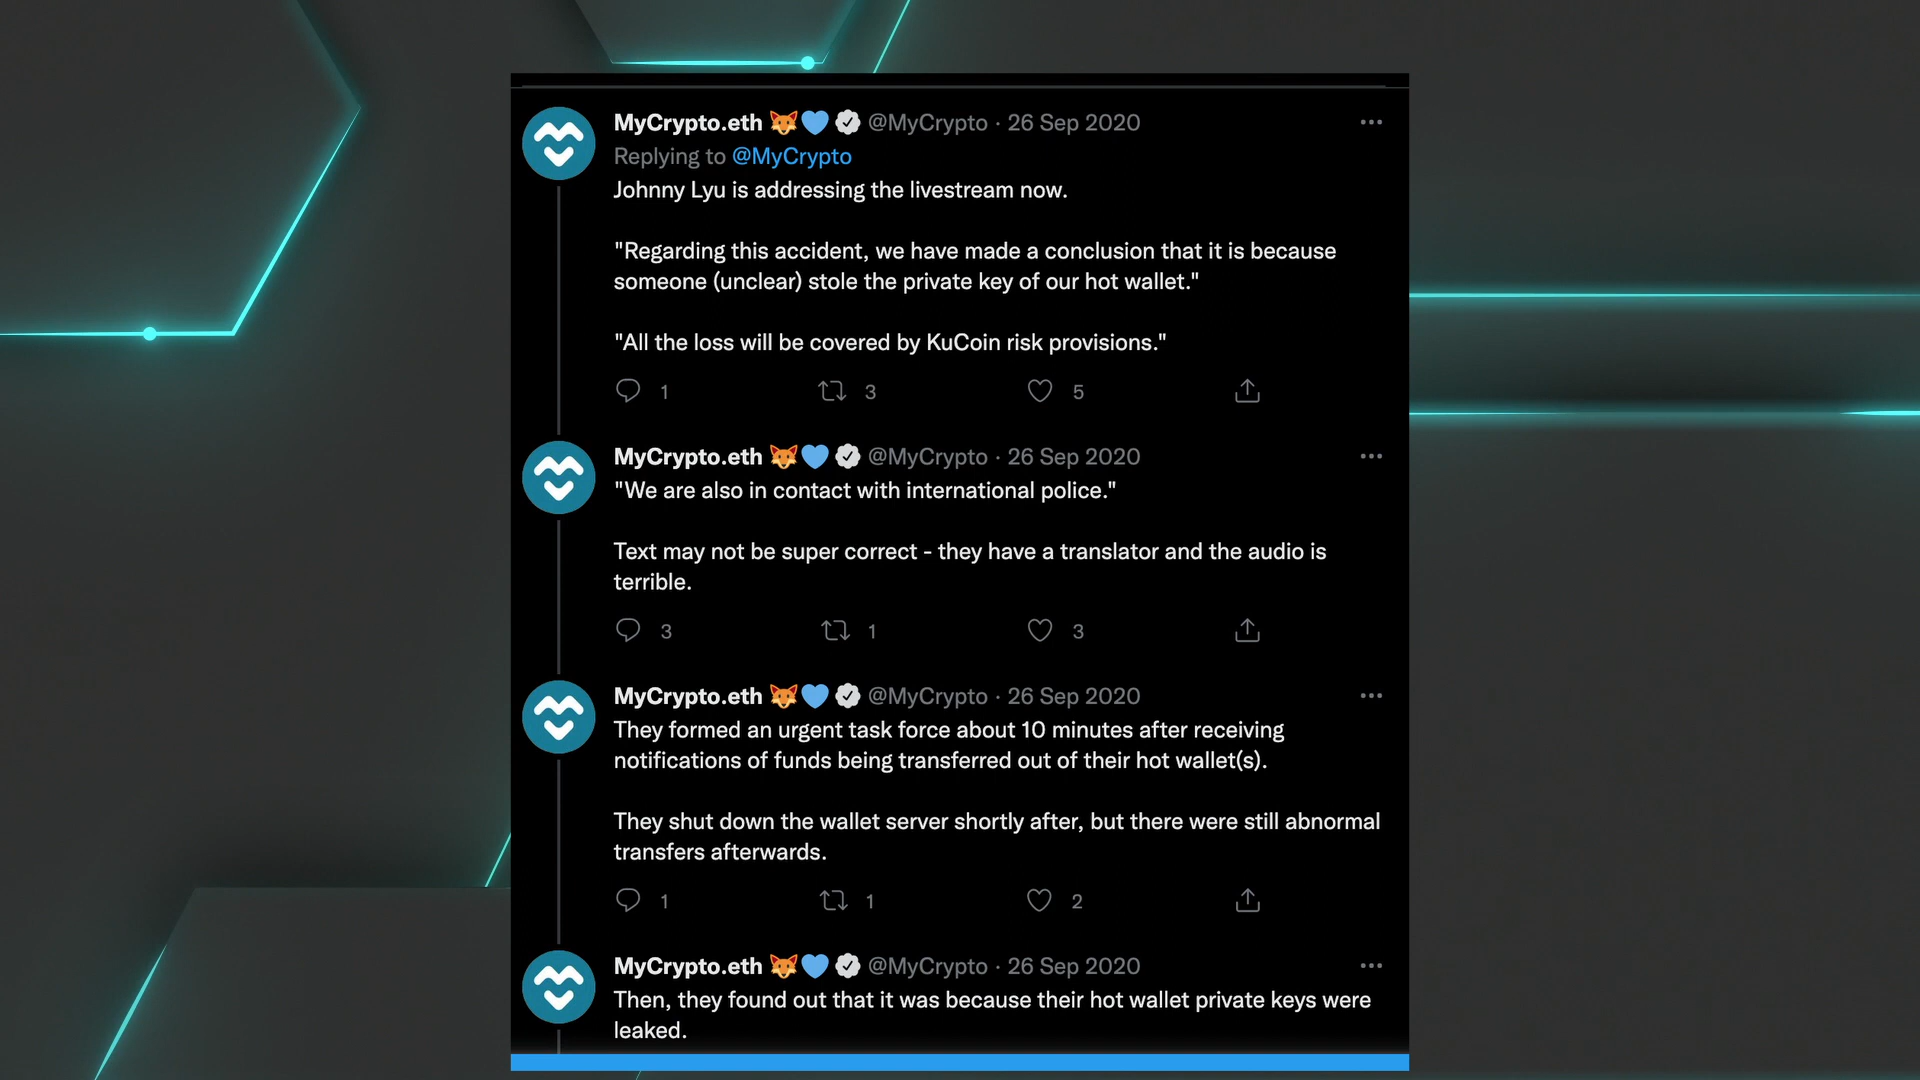 MyCrypto.eth 🦊💙 @MyCrypto · 26 Sep 2020
Replying to @MyCrypto
Johnny Lyu is addressing the livestream now.
"Regarding this accident, we have made a conclusion that it is because
someone (unclear) stole the private key of our hot wallet."
"All the loss will be covered by KuCoin risk provisions."
1 3 5
MyCrypto.eth 🦊💙 @MyCrypto · 26 Sep 2020
"We are also in contact with international police."
Text may not be super correct - they have a translator and the audio is
terrible.
3 1 3
MyCrypto.eth 🦊💙 @MyCrypto · 26 Sep 2020
They formed an urgent task force about 10 minutes after receiving
notifications of funds being transferred out of their hot wallet(s).
They shut down the wallet server shortly after, but there were still abnormal
transfers afterwards.
1 1 2
MyCrypto.eth 🦊💙 @MyCrypto · 26 Sep 2020
Then, they found out that it was because their hot wallet private keys were
leaked.